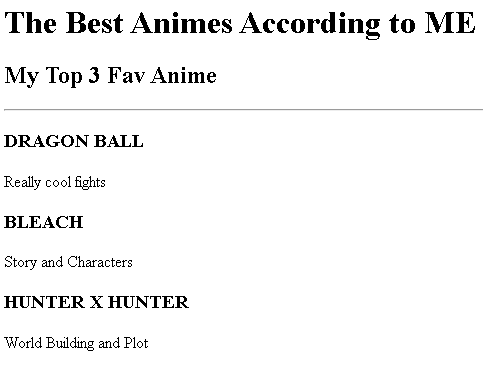 The Best Animes According to ME
My Top 3 Fav Anime
DRAGON BALL
Really cool fights
BLEACH
Story and Characters
HUNTER X HUNTER
World Building and Plot